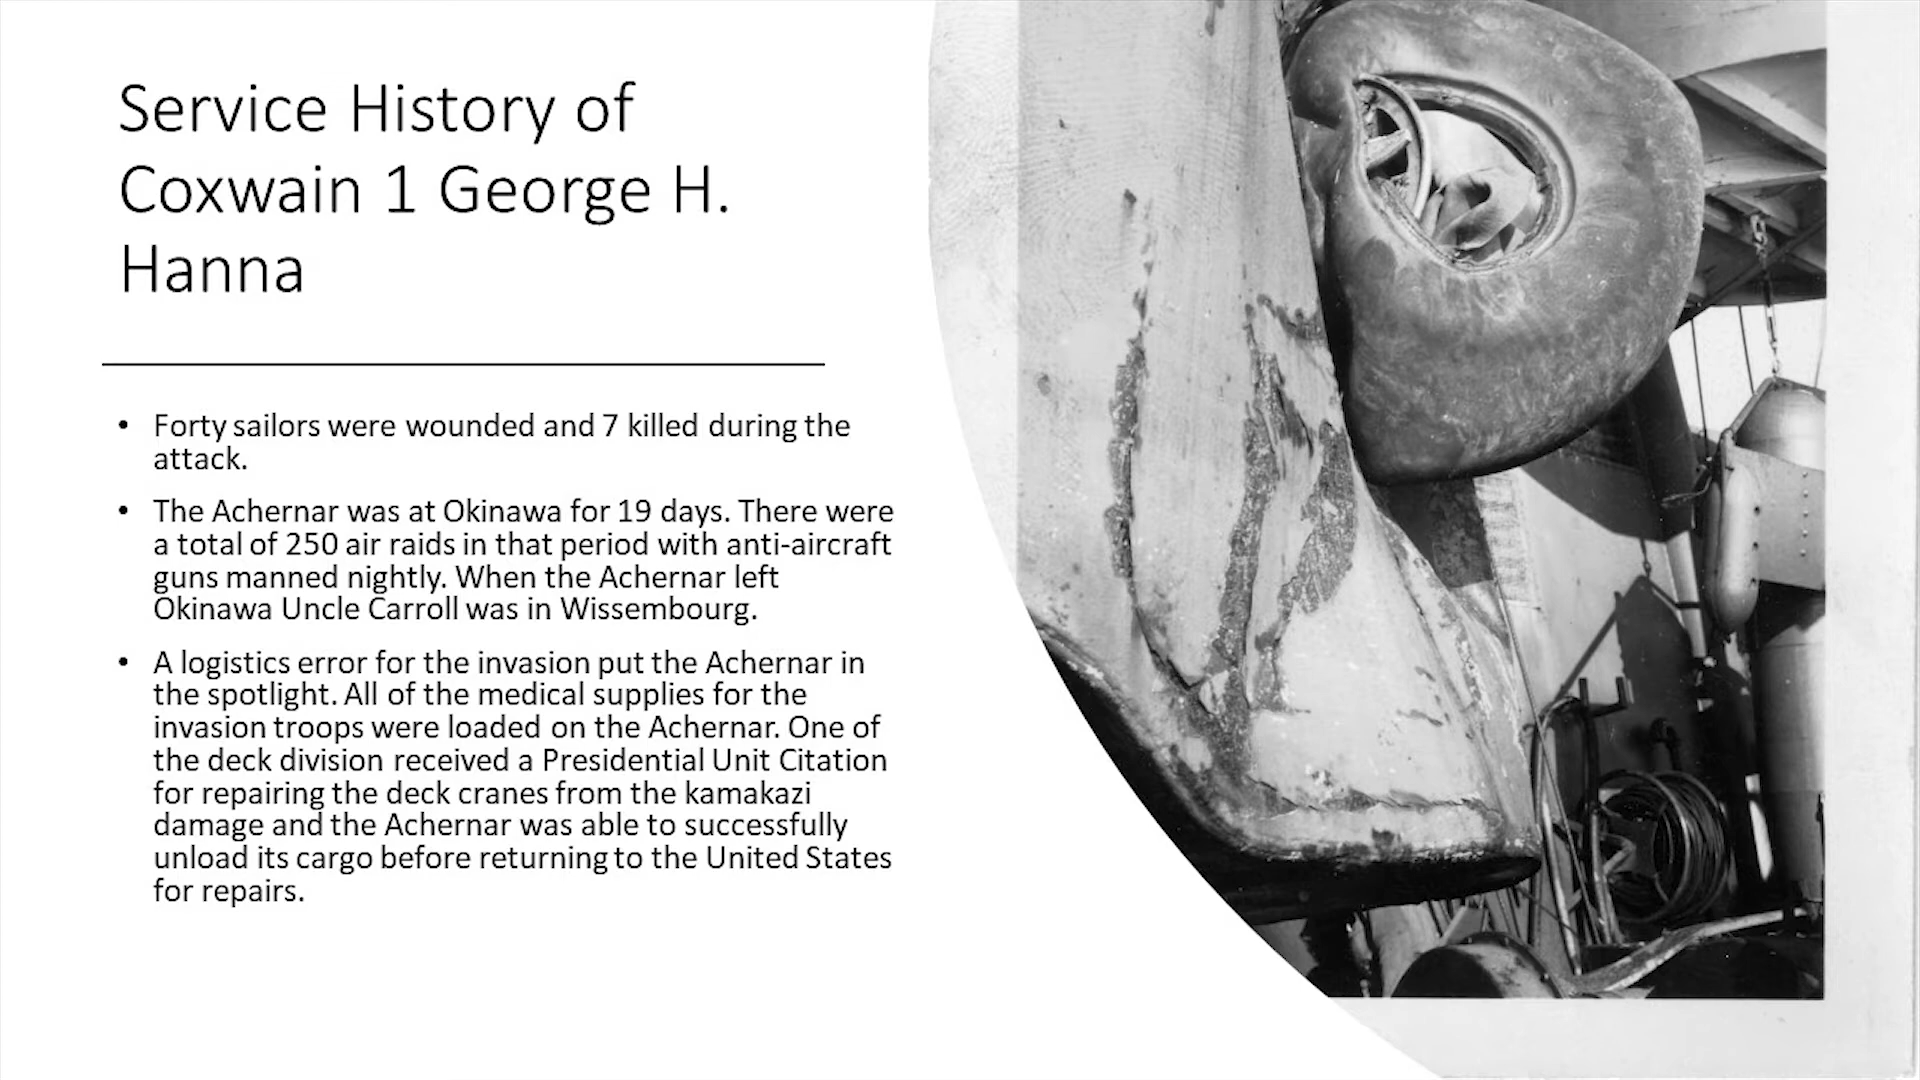 Service History of
Coxwain 1 George H.
Hanna
• Forty sailors were wounded and 7 killed during the
attack.
• The Achernar was at Okinawa for 19 days. There were
a total of 250 air raids in that period with anti-aircraft
guns manned nightly. When the Achernar left
Okinawa Uncle Carroll was in Wissembourg.
• A logistics error for the invasion put the Achernar in
the spotlight. All of the medical supplies for the
invasion troops were loaded on the Achernar. One of
the deck division received a Presidential Unit Citation
for repairing the deck cranes from the kamakazi
damage and the Achernar was able to successfully
unload its cargo before returning to the United States
for repairs.